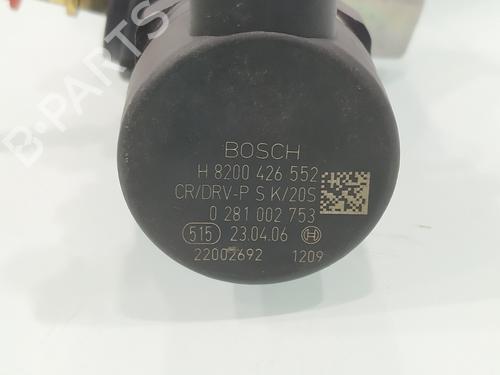 BOSCH
H 8200 426 552
CR/DRV-P S K/20S
0 281 002 753
515 23.04.06
22002692 1209
B-PARTS